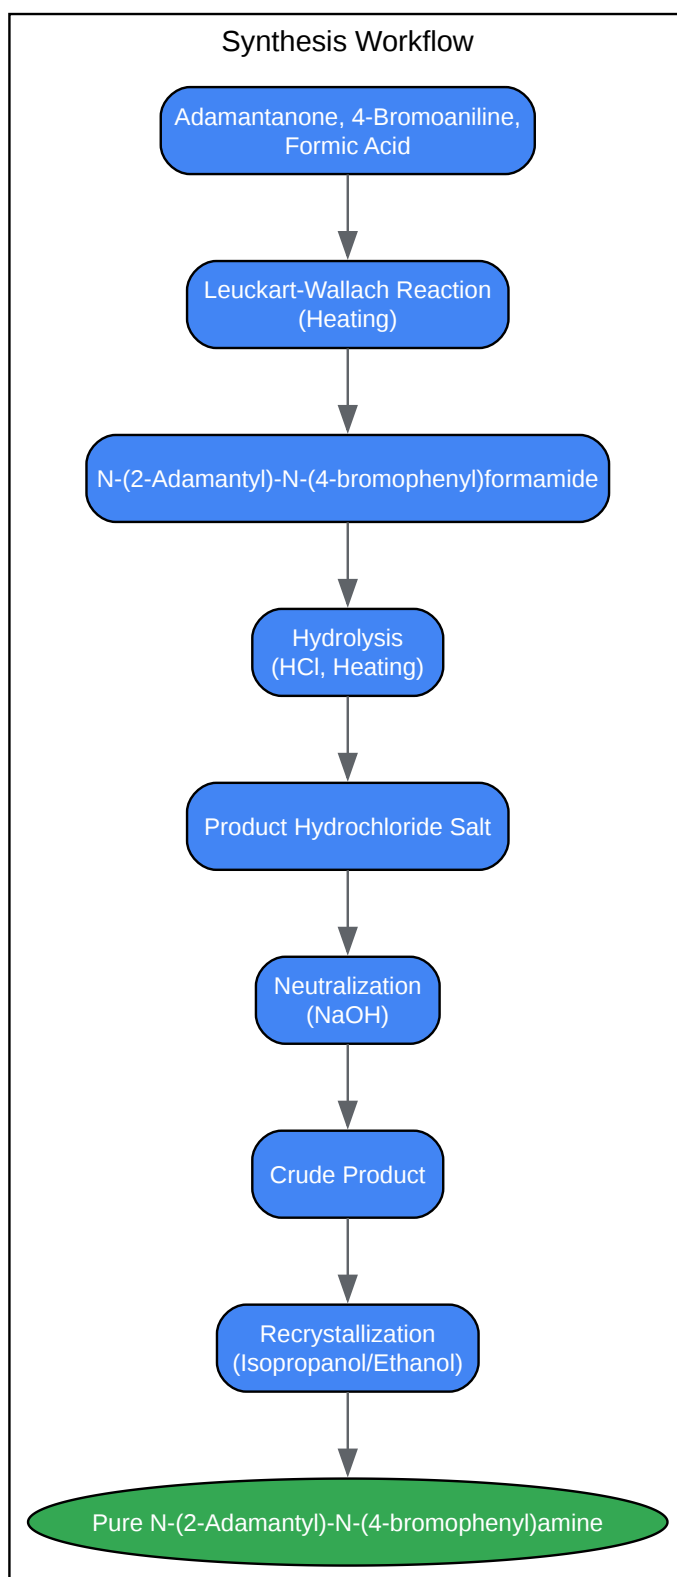 Synthesis Workflow
Adamantanone, 4-Bromoaniline,
Formic Acid
Leuckart-Wallach Reaction
(Heating)
N-(2-Adamantyl)-N-(4-bromophenyl)formamide
Hydrolysis
(HCl, Heating)
Product Hydrochloride Salt
Neutralization
(NaOH)
Crude Product
Recrystallization
(Isopropanol/Ethanol)
Pure N-(2-Adamantyl)-N-(4-bromophenyl)amine